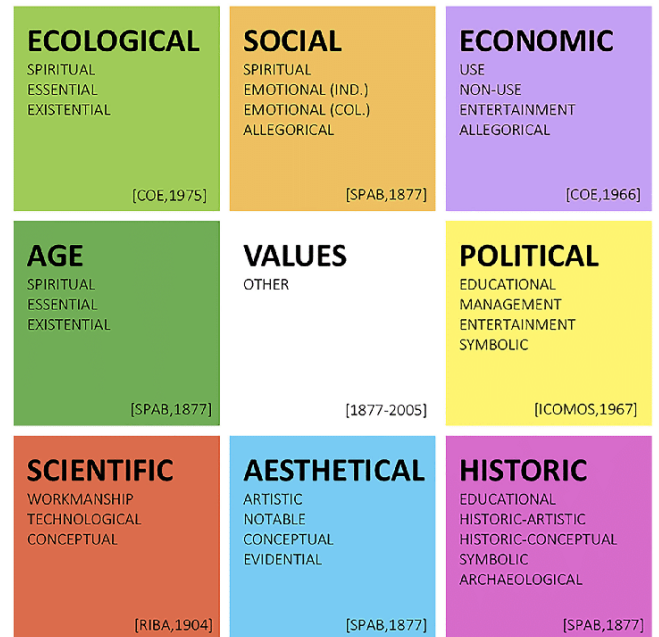 ECOLOGICAL
SPIRITUAL
ESSENTIAL
EXISTENTIAL
[COE,1975]
SOCIAL
SPIRITUAL
EMOTIONAL (IND.)
EMOTIONAL (COL.)
ALLEGORICAL
[SPAB,1877]
ECONOMIC
USE
NON-USE
ENTERTAINMENT
ALLEGORICAL
[COE,1966]
AGE
SPIRITUAL
ESSENTIAL
EXISTENTIAL
[SPAB,1877]
VALUES
OTHER
[1877-2005]
POLITICAL
EDUCATIONAL
MANAGEMENT
ENTERTAINMENT
SYMBOLIC
[ICOMOS,1967]
SCIENTIFIC
WORKMANSHIP
TECHNOLOGICAL
CONCEPTUAL
[RIBA,1904]
AESTHETICAL
ARTISTIC
NOTABLE
CONCEPTUAL
EVIDENTIAL
[SPAB,1877]
HISTORIC
EDUCATIONAL
HISTORIC-ARTISTIC
HISTORIC-CONCEPTUAL
SYMBOLIC
ARCHAEOLOGICAL
[SPAB,1877]